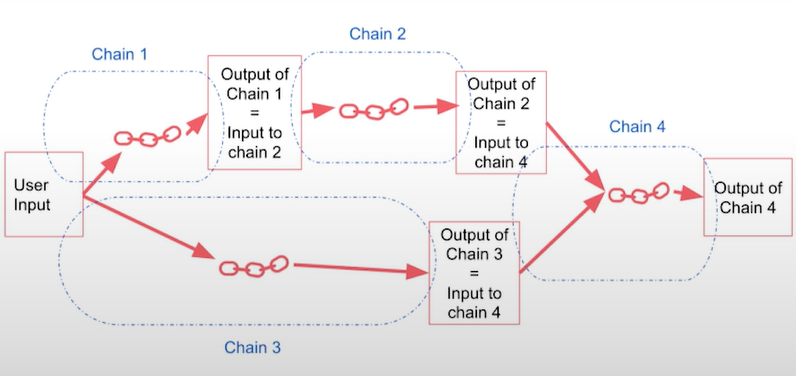 Chain 1
Chain 2
Output of
Chain 1
=
Input to
chain 2
Output of
Chain 2
=
Input to
chain 4
Chain 4
User
Input
Output of
Chain 4
Output of
Chain 3
=
Input to
chain 4
Chain 3